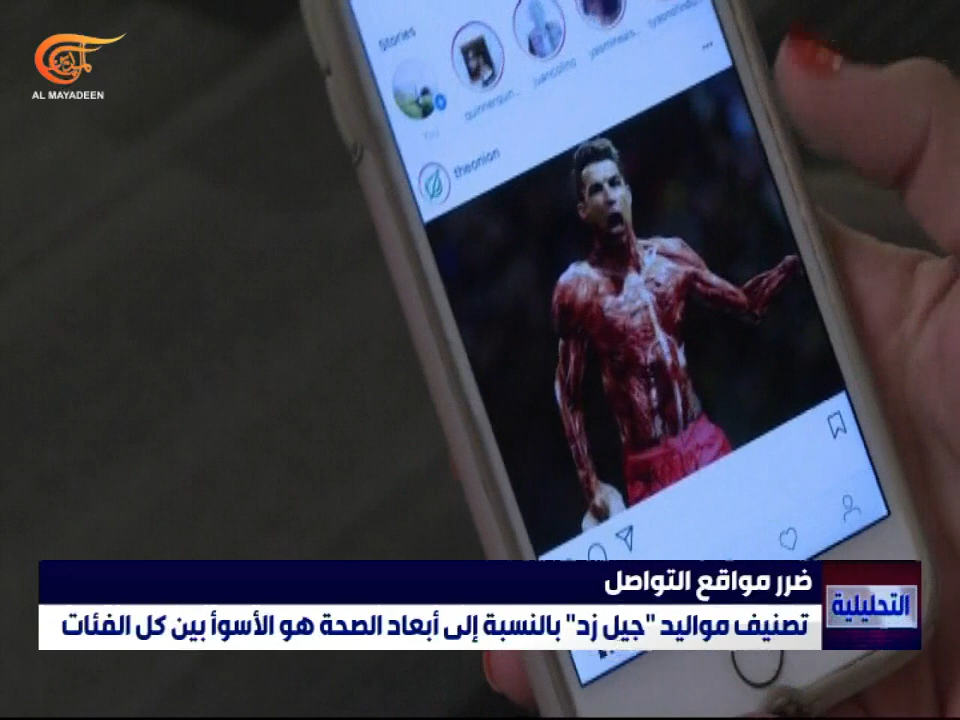 AL MAYADEEN
Stories
You
theonion
ضرر مواقع التواصل
التحليلية
تصنيف مواليد "جيل زد" بالنسبة إلى أبعاد الصحة هو الأسوأ بين كل الفئات